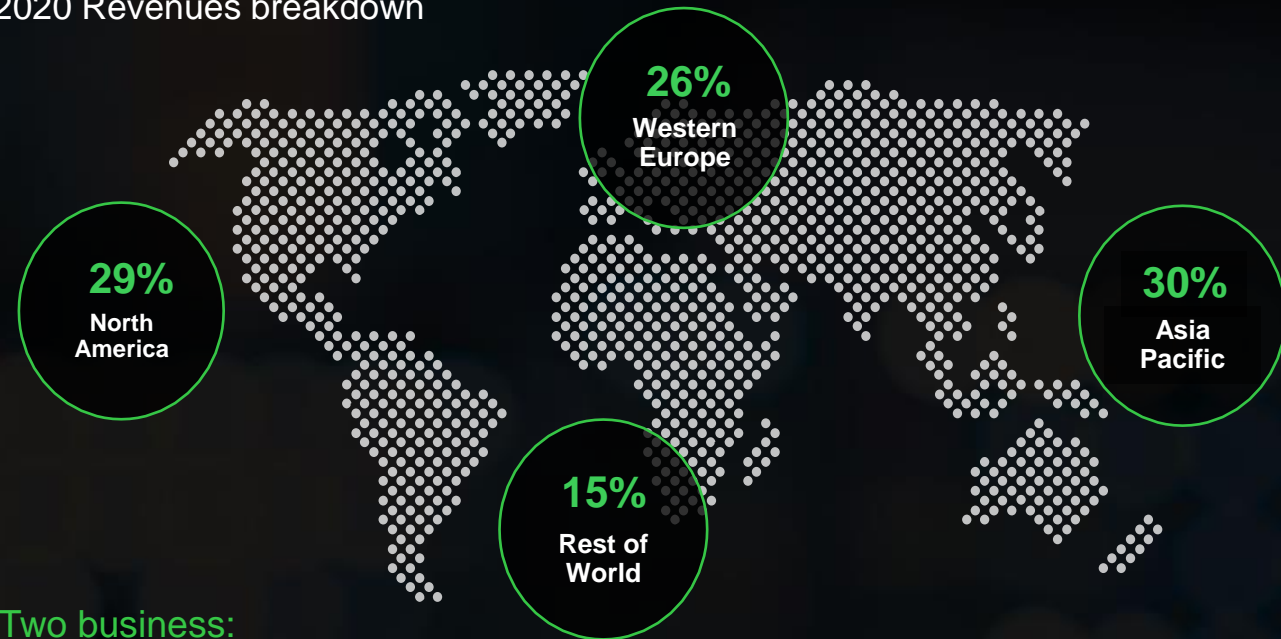 2020 Revenues breakdown
26%
Western
Europe
29%
North
America
30%
Asia
Pacific
15%
Rest of
World
Two business: